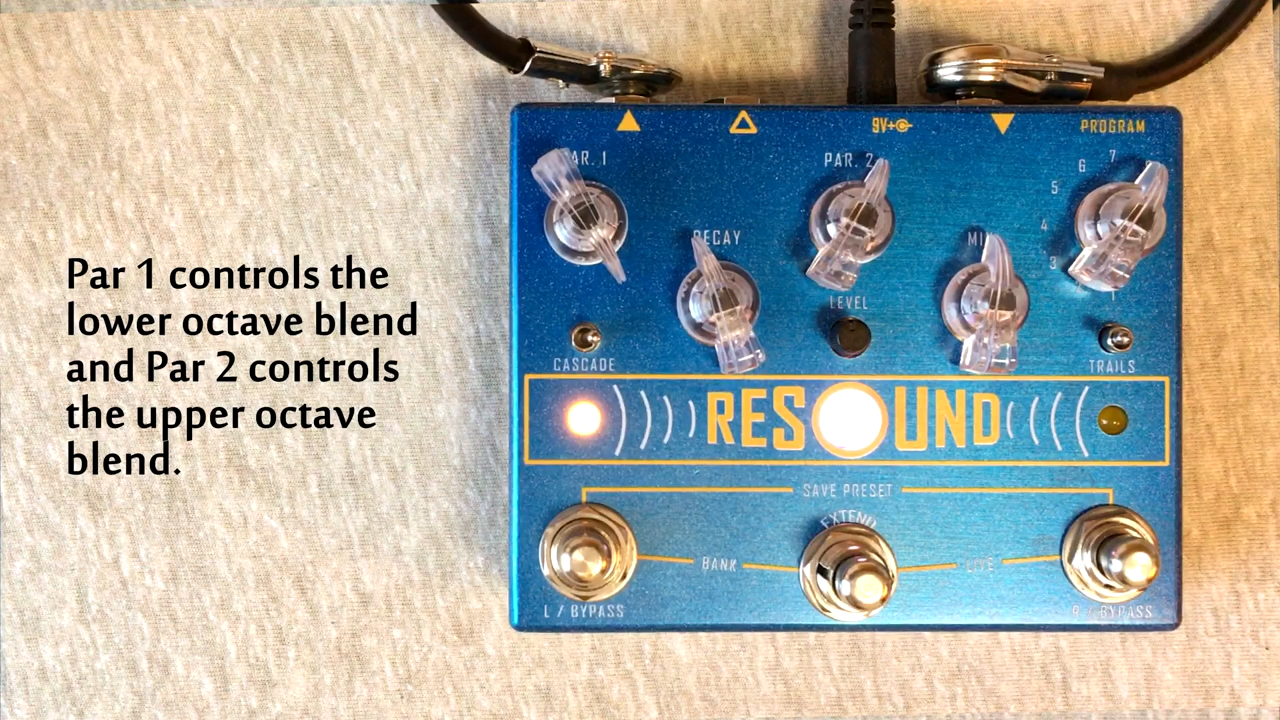 Par 1 controls the
lower octave blend
and Par 2 controls
the upper octave
blend.
9V+
PROGRAM
PAR. 1
PAR. 2
7
6
5
4
3
1
DECAY
MIX
LEVEL
CASCADE
TRAILS
RESOUND
SAVE PRESET
EXTEND
BANK
LIVE
L / BYPASS
R / BYPASS